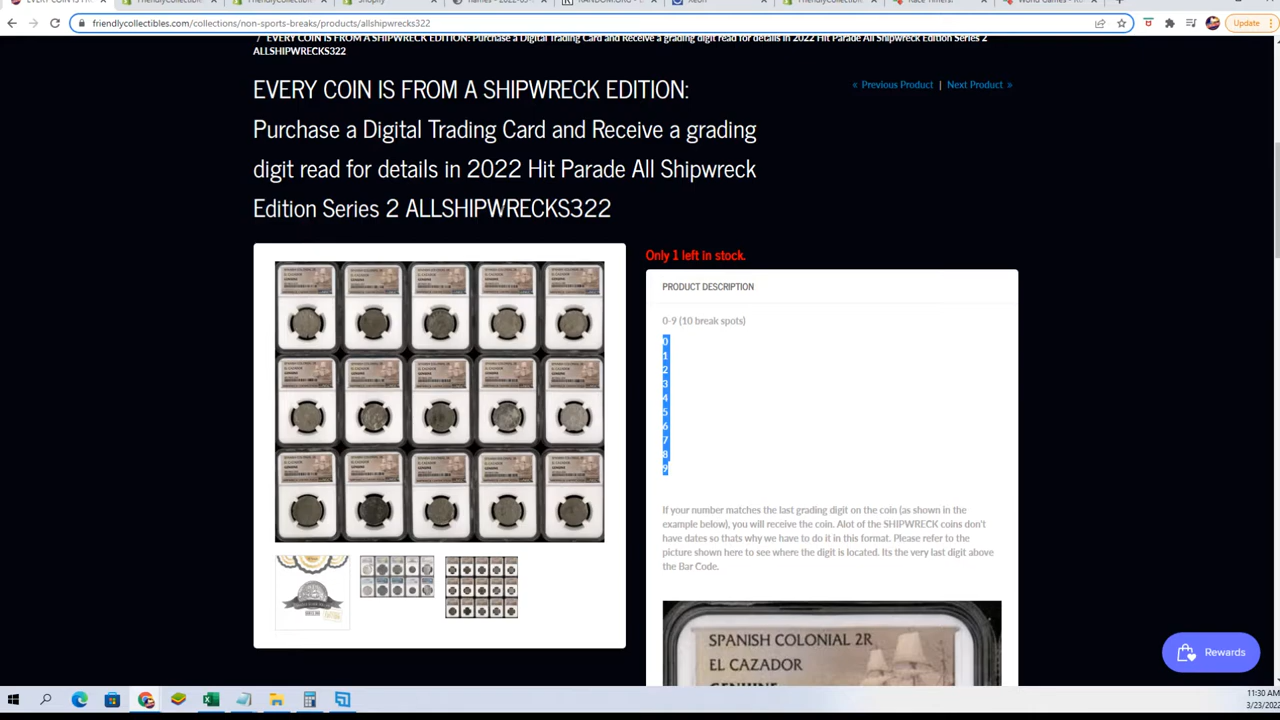 friendlycollectibles.com/collections/non-sports-breaks/products/allshipwrecks322
Update
/ EVERY COIN IS FROM A SHIPWRECK EDITION: Purchase a Digital Trading Card and Receive a grading digit read for details in 2022 Hit Parade All Shipwreck Edition Series 2
ALLSHIPWRECKS322
« Previous Product | Next Product »
EVERY COIN IS FROM A SHIPWRECK EDITION:
Purchase a Digital Trading Card and Receive a grading
digit read for details in 2022 Hit Parade All Shipwreck
Edition Series 2 ALLSHIPWRECKS322
Only 1 left in stock.
PRODUCT DESCRIPTION
0-9 (10 break spots)
0
1
2
3
4
5
6
7
8
9
If your number matches the last grading digit on the coin (as shown in the
example below), you will receive the coin. Alot of the SHIPWRECK coins don't
have dates so thats why we have to do it in this format. Please refer to the
picture shown here to see where the digit is located. Its the very last digit above
the Bar Code.
SPANISH COLONIAL 2R
EL CAZADOR
GENUINE
Rewards
11:30 AM
3/23/2022